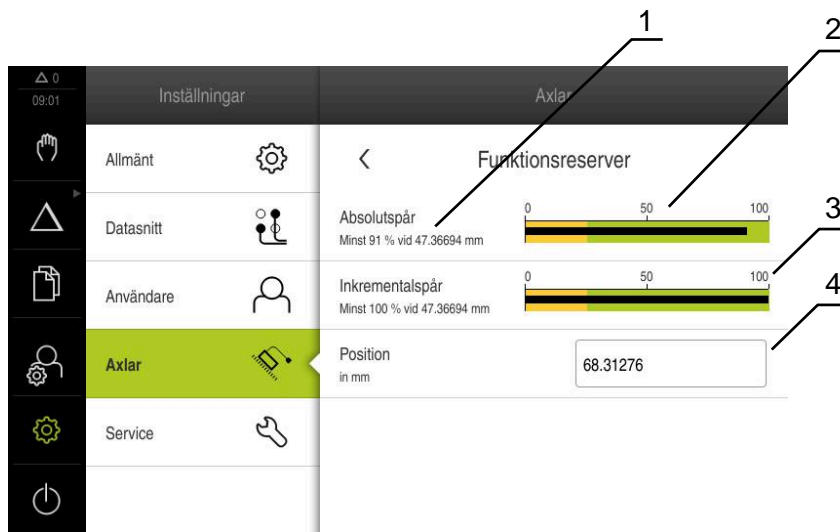 1
2
△ 0
09:01
Inställningar
Axlar
Allmänt
Funktionsreserver
Datasnitt
Absolutspår
Minst 91 % vid 47.36694 mm
0 50 100
3
Användare
Inkrementalspår
Minst 100 % vid 47.36694 mm
0 50 100
4
Axlar
Position
in mm
68.31276
Service